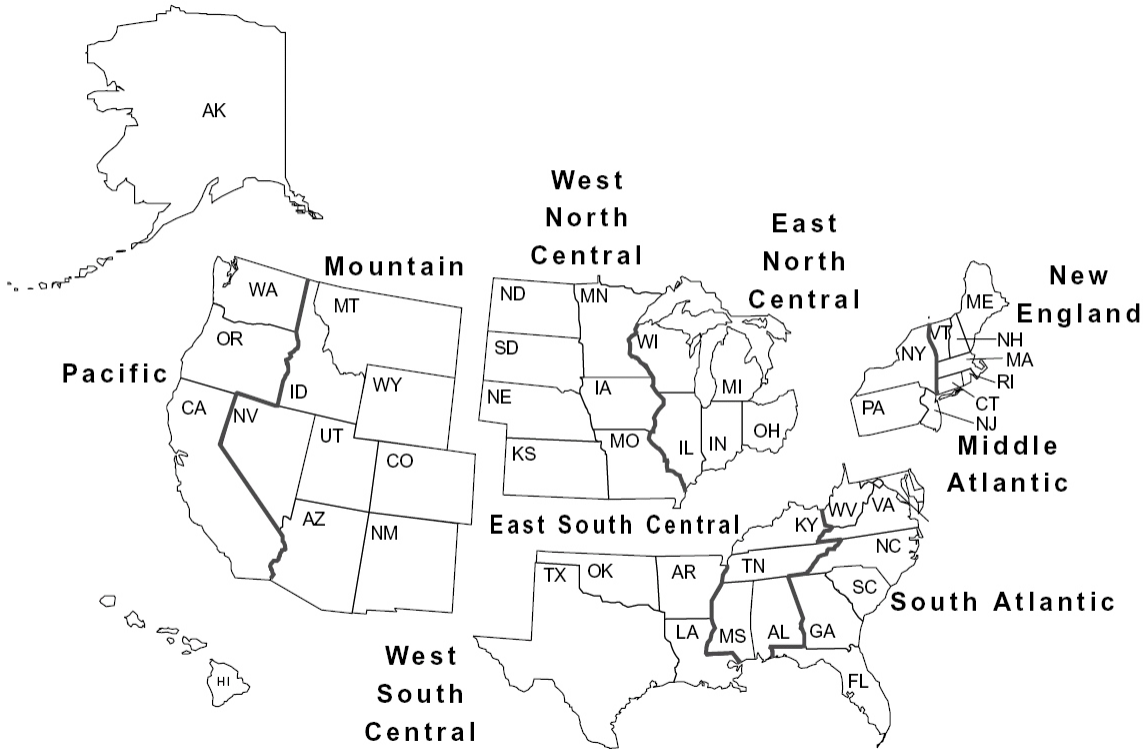 AK
West
North
Central
East
North
Central
Mountain
New
England
WA
MT
ND
MN
ME
OR
SD
WI
VT
NH
NY
MA
Pacific
ID
WY
NE
IA
MI
RI
CA
NV
PA
CT
NJ
UT
CO
KS
MO
IL
IN
OH
Middle
Atlantic
AZ
NM
East South Central
KY
WV
VA
TX
OK
AR
TN
NC
SC
South Atlantic
LA
MS
AL
GA
West
South
Central
HI
FL